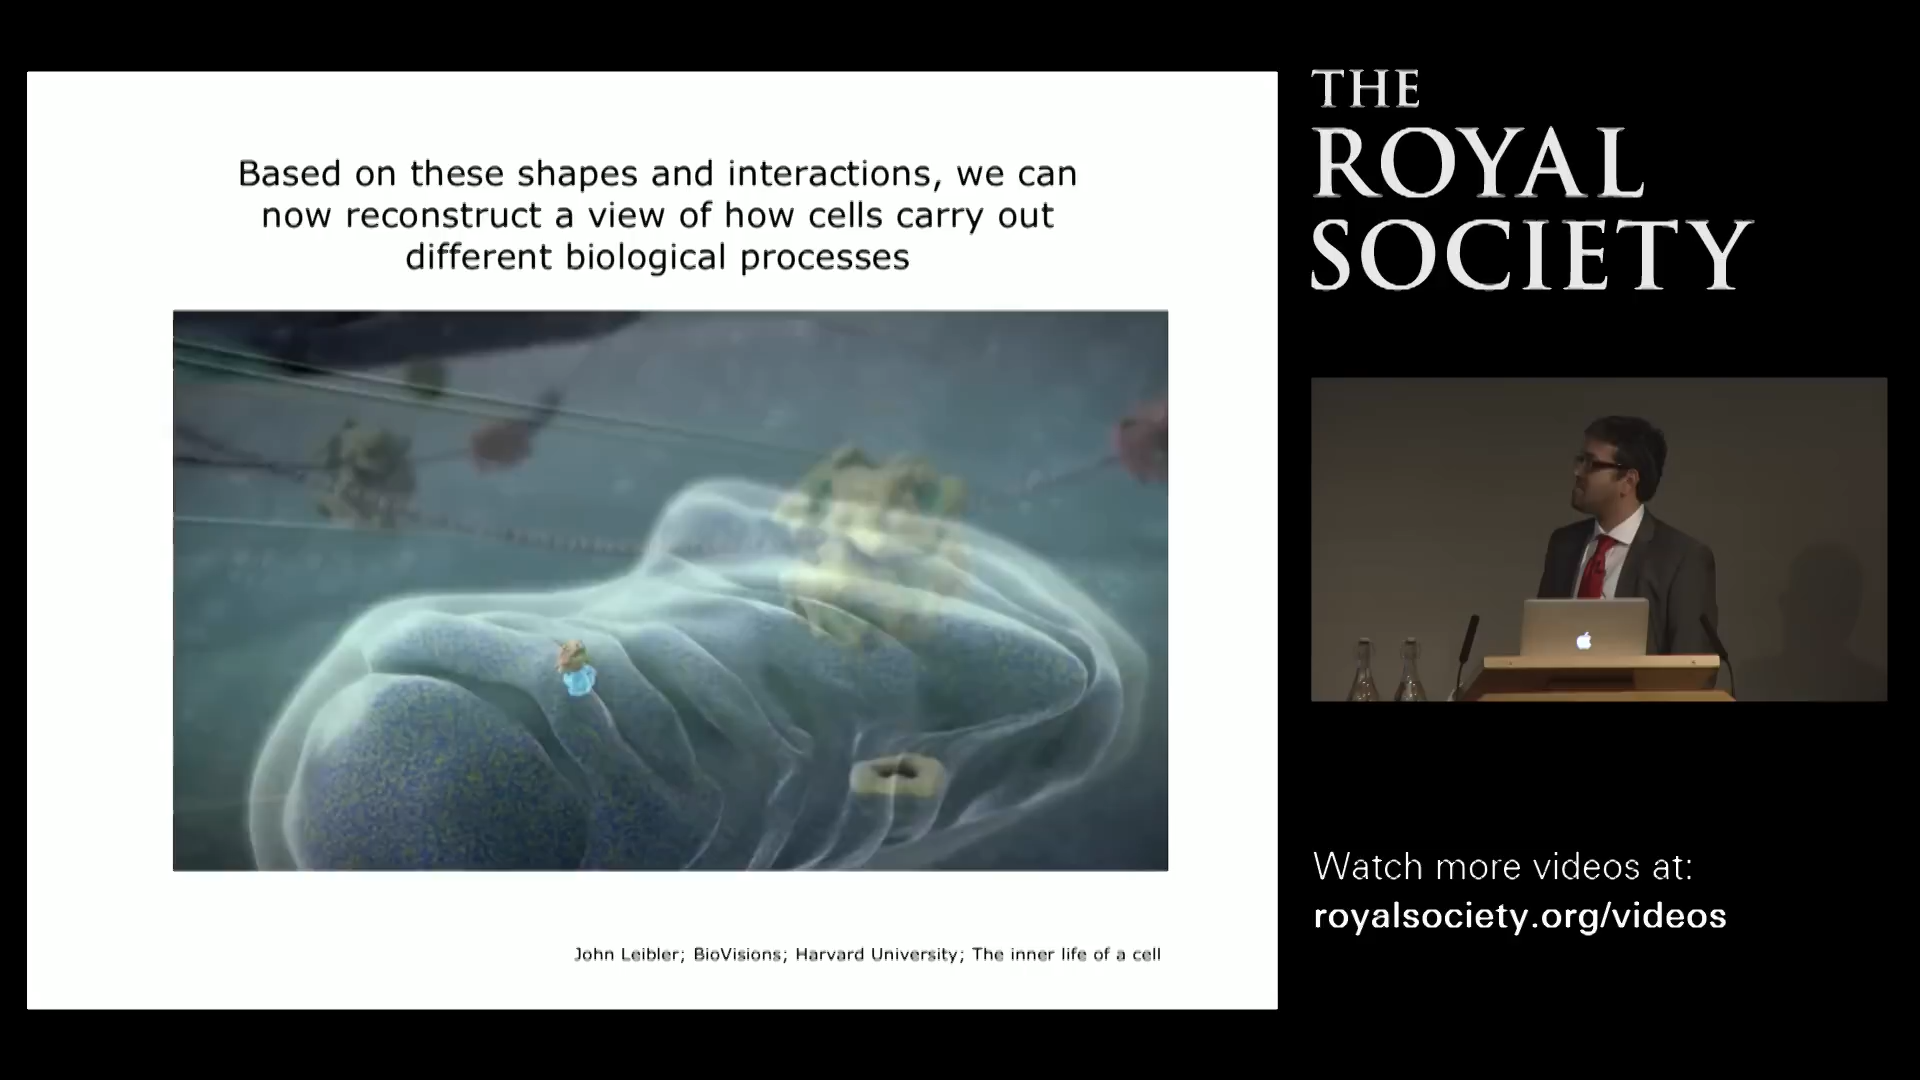 Based on these shapes and interactions, we can
now reconstruct a view of how cells carry out
different biological processes
John Leibler; BioVisions; Harvard University; The inner life of a cell
THE
ROYAL
SOCIETY
Watch more videos at:
royalsociety.org/videos